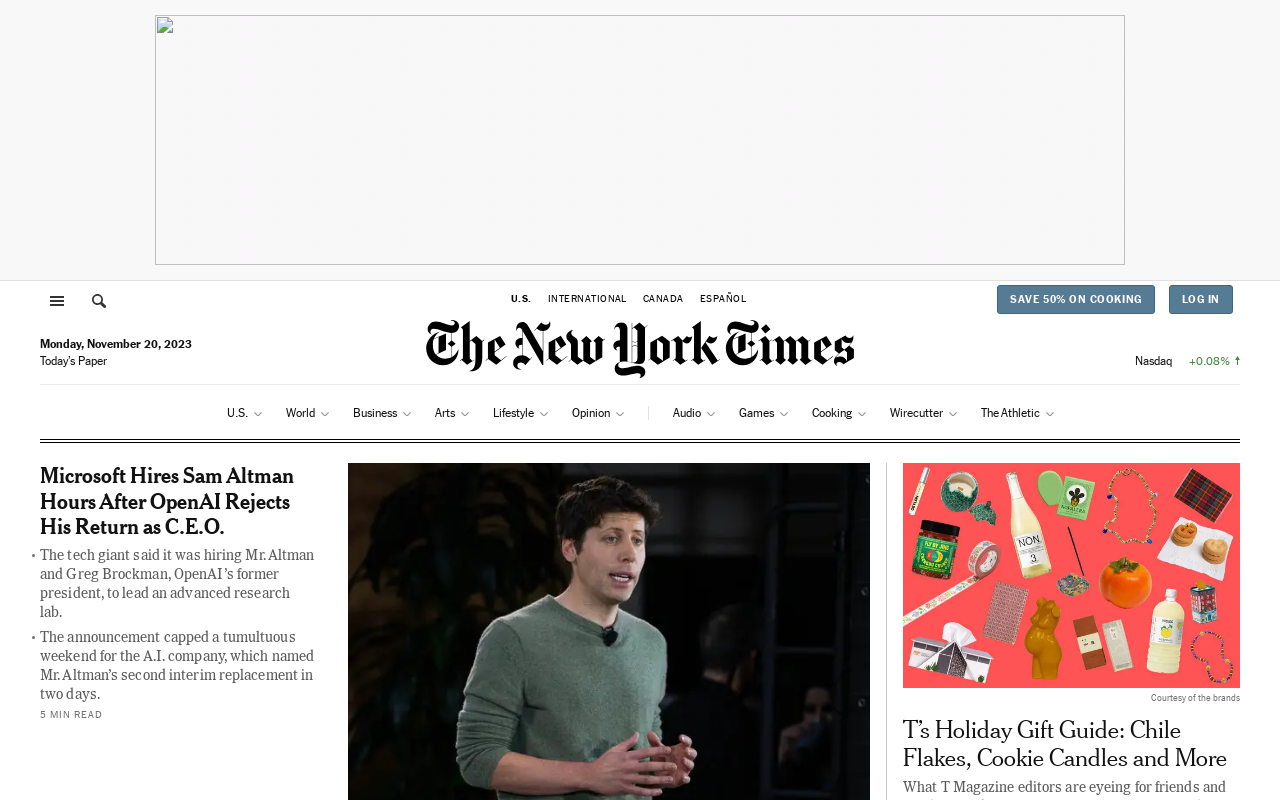 U.S. INTERNATIONAL CANADA ESPAÑOL
SAVE 50% ON COOKING
LOG IN
The New York Times
Monday, November 20, 2023
Today's Paper
Nasdaq +0.08% ↑
U.S. World Business Arts Lifestyle Opinion Audio Games Cooking Wirecutter The Athletic
Microsoft Hires Sam Altman
Hours After OpenAI Rejects
His Return as C.E.O.
• The tech giant said it was hiring Mr. Altman
and Greg Brockman, OpenAI's former
president, to lead an advanced research
lab.
• The announcement capped a tumultuous
weekend for the A.I. company, which named
Mr. Altman's second interim replacement in
two days.
5 MIN READ
NON
3
Courtesy of the brands
T's Holiday Gift Guide: Chile
Flakes, Cookie Candles and More
What T Magazine editors are eyeing for friends and